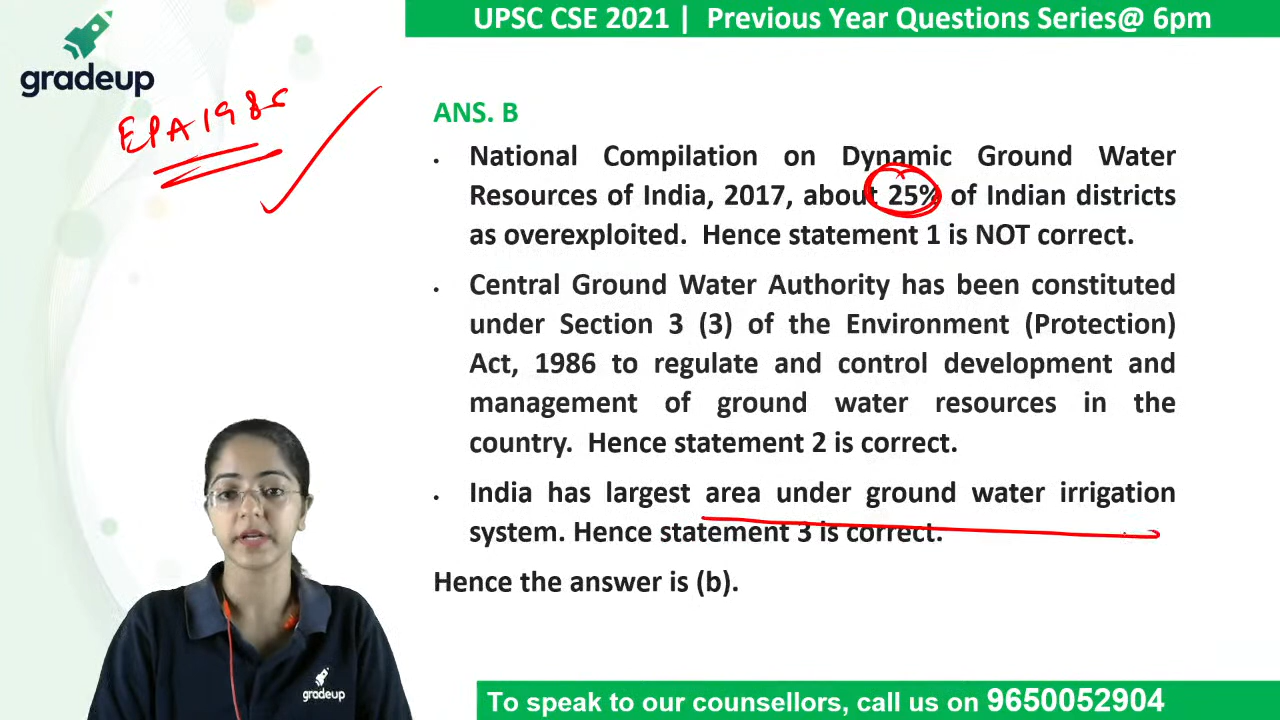 UPSC CSE 2021 | Previous Year Questions Series@ 6pm
gradeup
EPA 1986
ANS. B
• National Compilation on Dynamic Ground Water
Resources of India, 2017, about 25% of Indian districts
as overexploited. Hence statement 1 is NOT correct.
• Central Ground Water Authority has been constituted
under Section 3 (3) of the Environment (Protection)
Act, 1986 to regulate and control development and
management of ground water resources in the
country. Hence statement 2 is correct.
• India has largest area under ground water irrigation
system. Hence statement 3 is correct.
Hence the answer is (b).
gradeup
To speak to our counsellors, call us on 9650052904